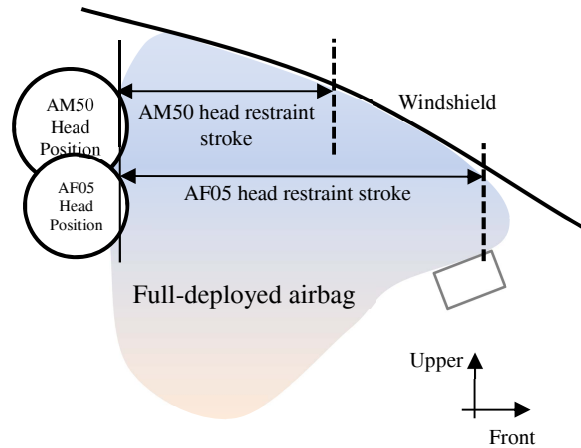 AM50
Head
Position
AM50 head restraint
stroke
Windshield
AF05
Head
Position
AF05 head restraint stroke
Full-deployed airbag
Upper
Front